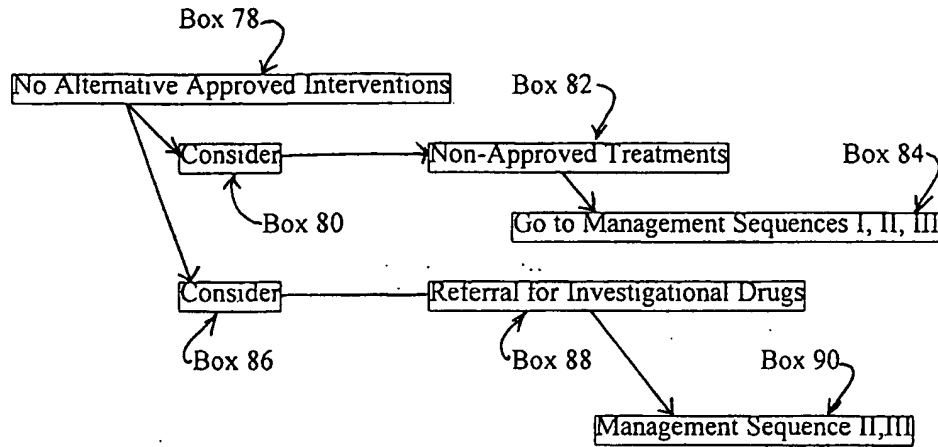 Box 78
No Alternative Approved Interventions
Box 82
Consider
Non-Approved Treatments
Box 84
Box 80
Go to Management Sequences I, II, III
Consider
Referral for Investigational Drugs
Box 86
Box 88
Box 90
Management Sequence II,III